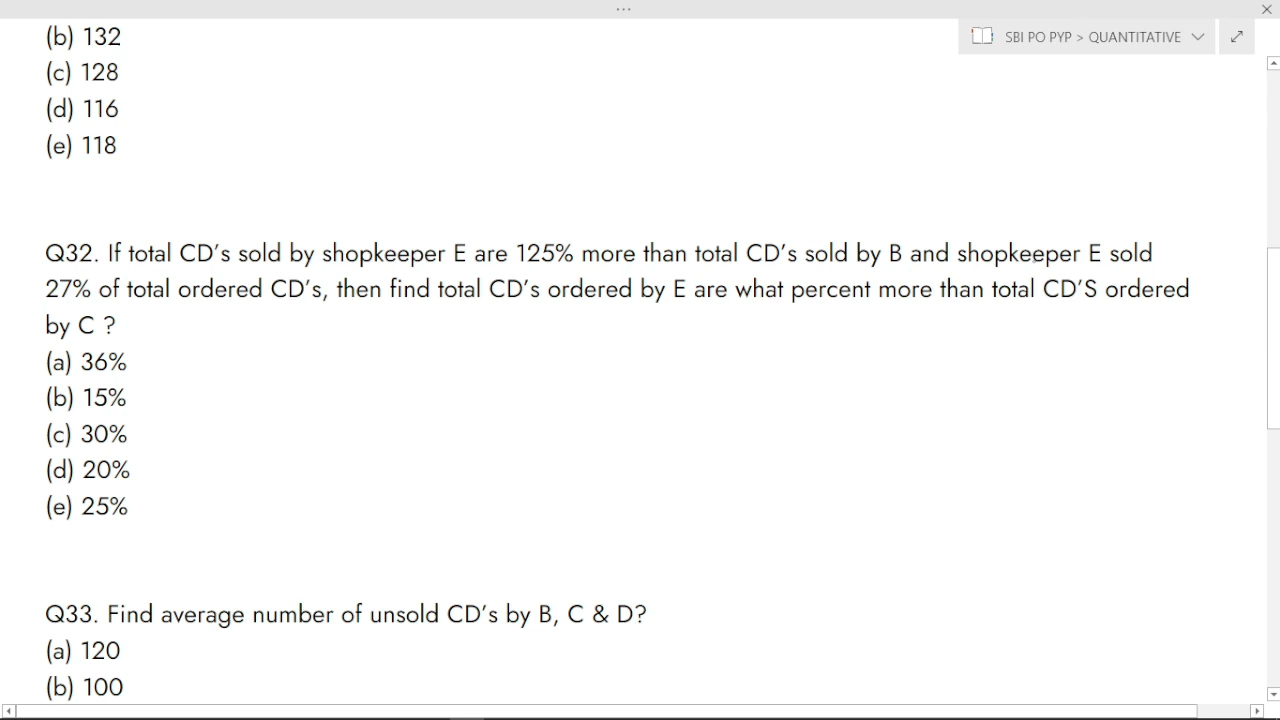 (b) 132
SBI PO PYP > QUANTITATIVE
(c) 128
(d) 116
(e) 118
Q32. If total CD's sold by shopkeeper E are 125% more than total CD's sold by B and shopkeeper E sold
27% of total ordered CD's, then find total CD's ordered by E are what percent more than total CD'S ordered
by C ?
(a) 36%
(b) 15%
(c) 30%
(d) 20%
(e) 25%
Q33. Find average number of unsold CD's by B, C & D?
(a) 120
(b) 100